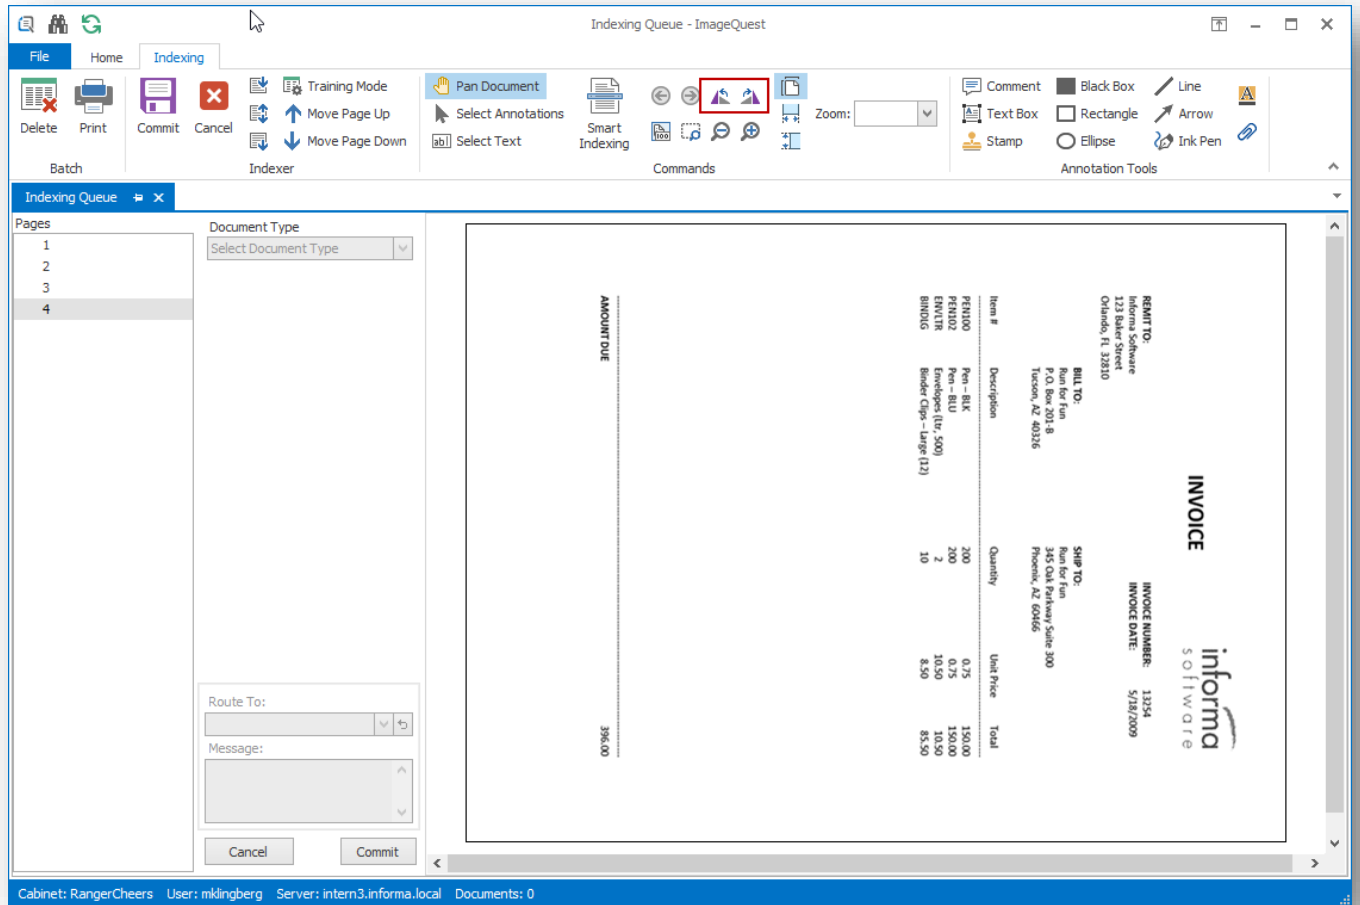 Indexing Queue - ImageQuest
File Home Indexing
Delete
Print
Batch
Commit
Cancel
Training Mode
Move Page Up
Move Page Down
Indexer
Pan Document
Select Annotations
ab Select Text
Smart
Indexing
100
Zoom:
Commands
Comment
A Text Box
Stamp
Black Box
Rectangle
Ellipse
Line
Arrow
Ink Pen
A
Annotation Tools
Indexing Queue
Pages
1
2
3
4
Document Type
Select Document Type
Route To:
Message:
Cancel Commit
informa
software
INVOICE
REMIT TO:
Informa Software
123 Baker Street
Orlando, FL 32810
INVOICE NUMBER: 13254
INVOICE DATE: 5/18/2009
BILL TO:
Run for Fun
P.O. Box 201-B
Tucson, AZ 40326
SHIP TO:
Run for Fun
345 Oak Parkway Suite 300
Phoenix, AZ 60466
Item # Description Quantity Unit Price Total
PEN100 Pen – BLK 200 0.75 150.00
PEN102 Pen – BLU 200 0.75 150.00
ENVLTR Envelopes (Ltr, 500) 2 10.50 10.50
BINDLG Binder Clips – Large (12) 10 8.50 85.50
AMOUNT DUE 396.00
Cabinet: RangerCheers User: mklingberg Server: intern3.informa.local Documents: 0